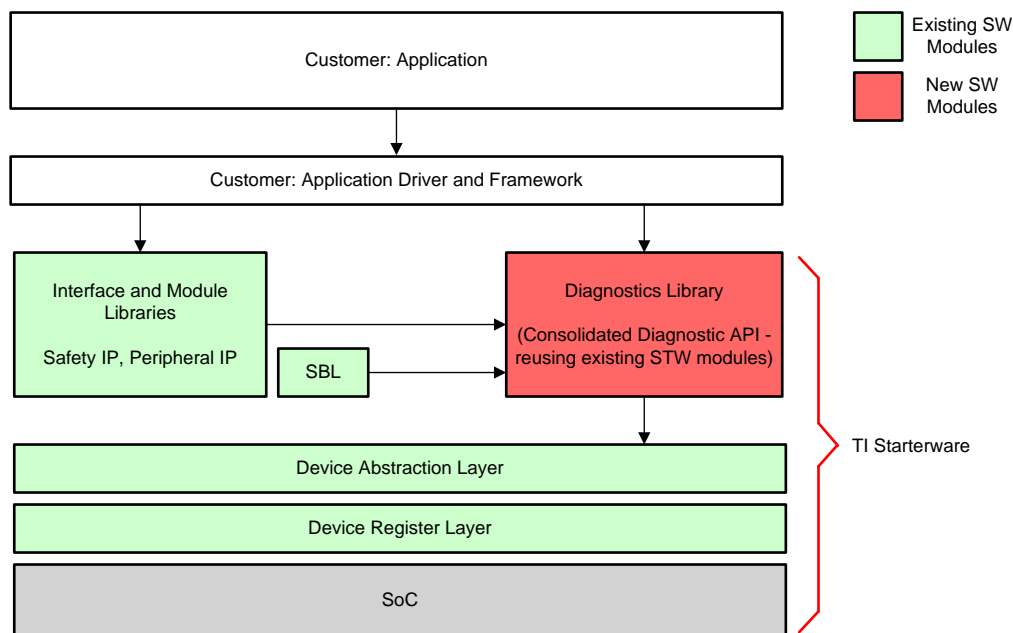 Customer: Application
Existing SW
Modules
New SW
Modules
Customer: Application Driver and Framework
Interface and Module
Libraries
Safety IP, Peripheral IP
SBL
Diagnostics Library
(Consolidated Diagnostic API -
reusing existing STW modules)
TI Starterware
Device Abstraction Layer
Device Register Layer
SoC